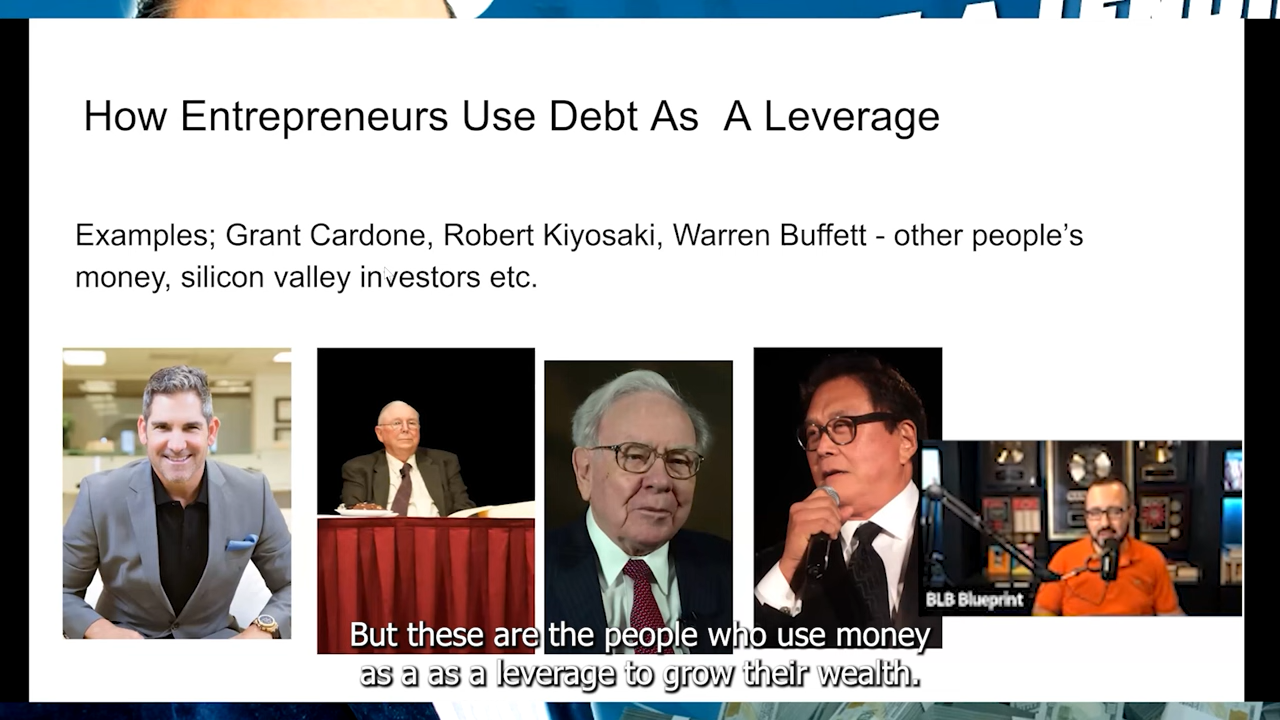 How Entrepreneurs Use Debt As  A Leverage
Examples; Grant Cardone, Robert Kiyosaki, Warren Buffett - other people's
money, silicon valley investors etc.
BLB Blueprint
But these are the people who use money
as a as a leverage to grow their wealth.